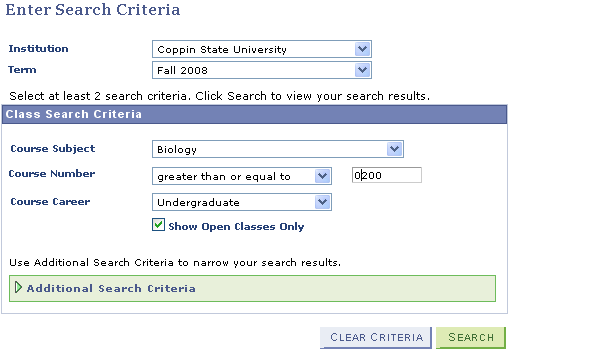 Enter Search Criteria
Institution Coppin State University
Term Fall 2008
Select at least 2 search criteria. Click Search to view your search results.
Class Search Criteria
Course Subject Biology
Course Number greater than or equal to 0200
Course Career Undergraduate
Show Open Classes Only
Use Additional Search Criteria to narrow your search results.
Additional Search Criteria
CLEAR CRITERIA SEARCH